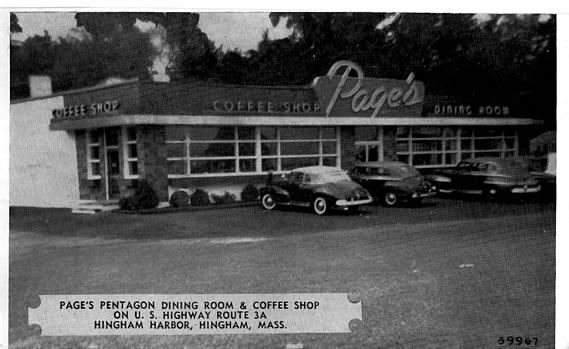 COFFEE SHOP COFFEE SHOP Page's DINING ROOM
PAGE'S PENTAGON DINING ROOM & COFFEE SHOP
ON U. S. HIGHWAY ROUTE 3A
HINGHAM HARBOR, HINGHAM, MASS.
39967